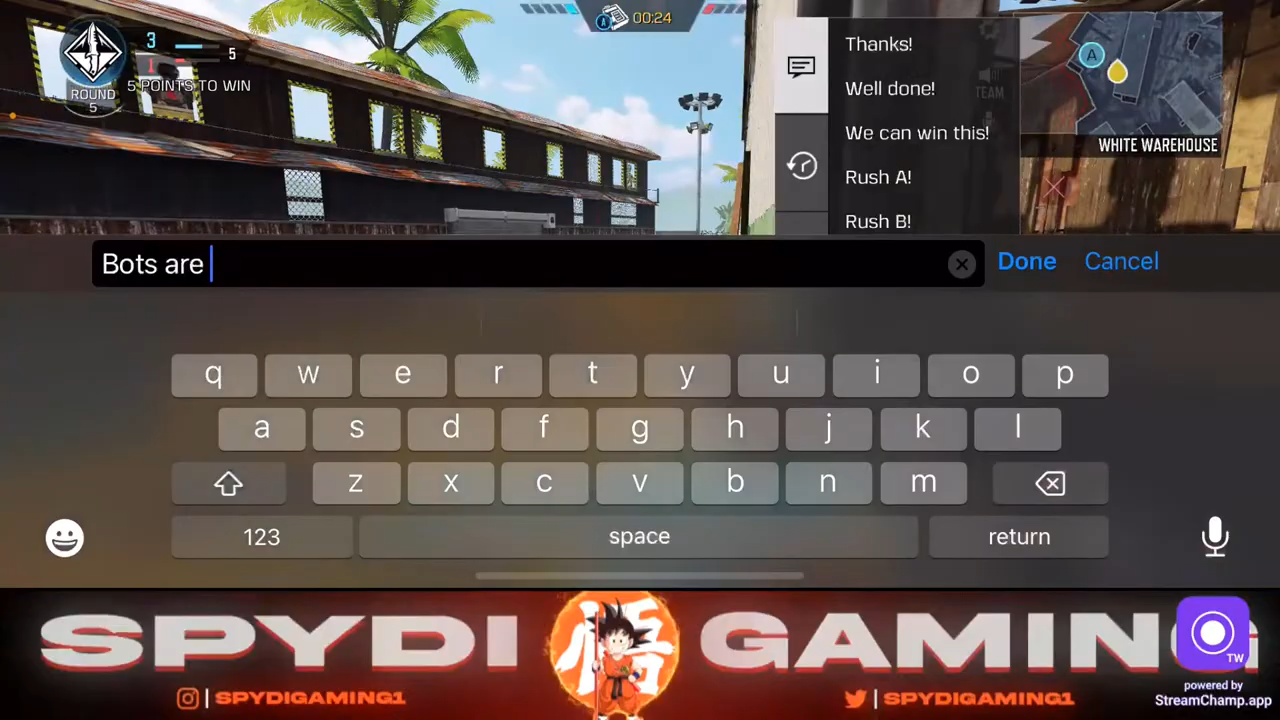 00:24
3
5
1
5 POINTS TO WIN
ROUND
5
Thanks!
Well done!
We can win this!
Rush A!
Rush B!
TEAM
A
A
WHITE WAREHOUSE
Bots are
Done
Cancel
q w e r t y u i o p
a s d f g h j k l
z x c v b n m
123
space
return
SPYDI 悟 GAMING
| SPYDIGAMING1
| SPYDIGAMING1
TW
powered by
StreamChamp.app